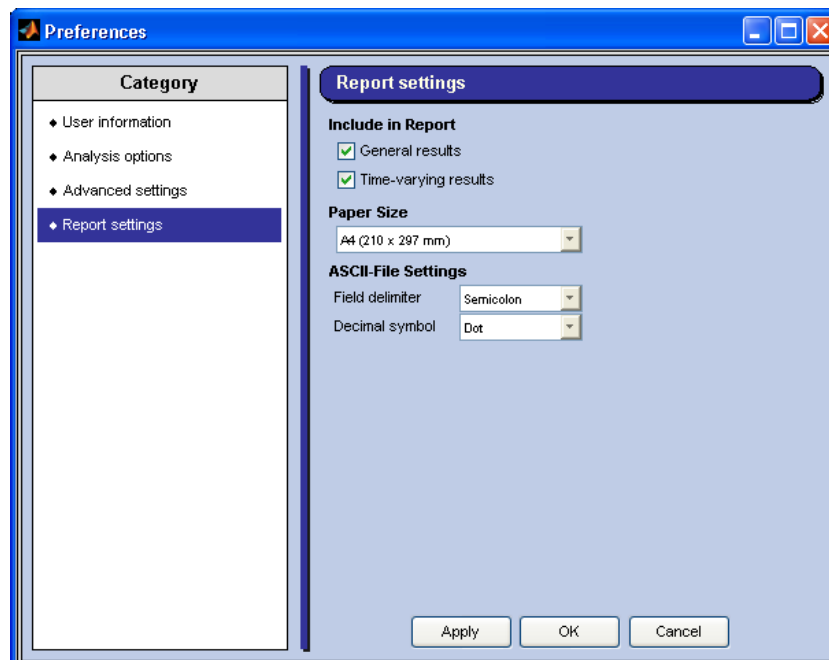 Preferences
Category
◆ User information
◆ Analysis options
◆ Advanced settings
◆ Report settings
Report settings
Include in Report
General results
Time-varying results
Paper Size
A4 (210 x 297 mm)
ASCII-File Settings
Field delimiter Semicolon
Decimal symbol Dot
Apply OK Cancel